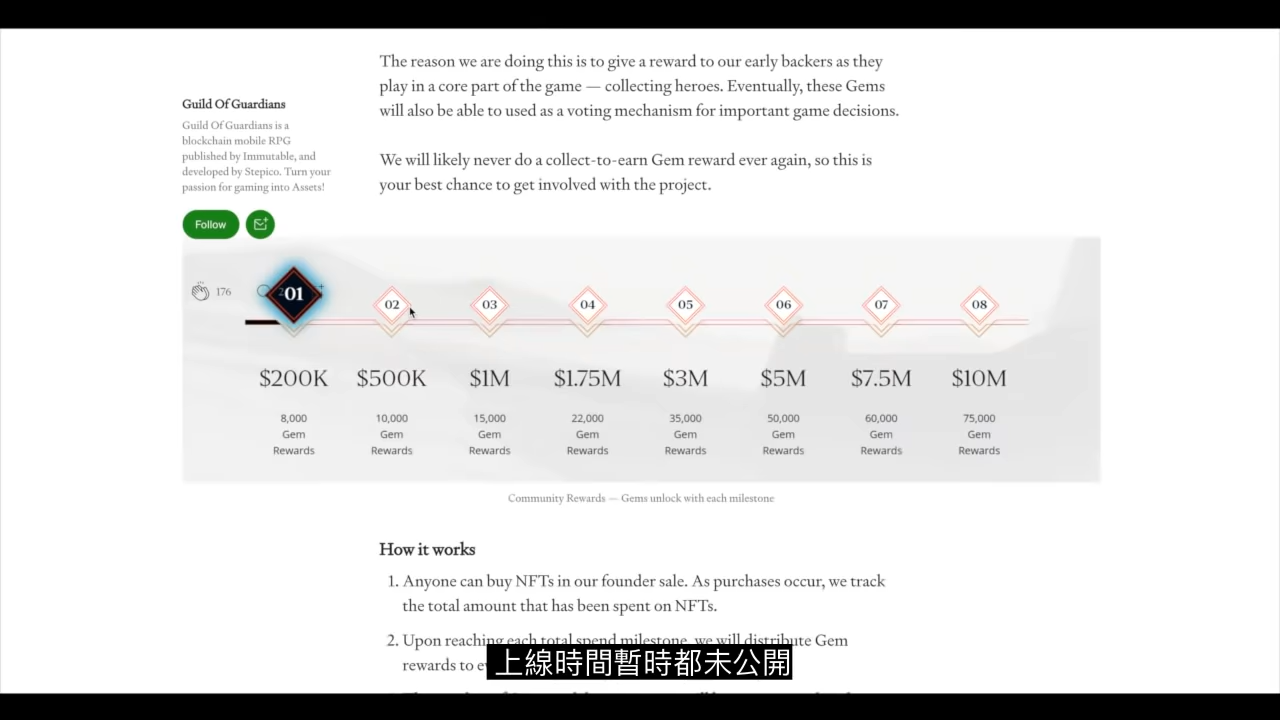 The reason we are doing this is to give a reward to our early backers as they
play in a core part of the game — collecting heroes. Eventually, these Gems
will also be able to used as a voting mechanism for important game decisions.
We will likely never do a collect-to-earn Gem reward ever again, so this is
your best chance to get involved with the project.
Guild Of Guardians
Guild Of Guardians is a
blockchain mobile RPG
published by Immutable, and
developed by Stepico. Turn your
passion for gaming into Assets!
Follow
176
01 02 03 04 05 06 07 08
$200K $500K $1M $1.75M $3M $5M $7.5M $10M
8,000 10,000 15,000 22,000 35,000 50,000 60,000 75,000
Gem Gem Gem Gem Gem Gem Gem Gem
Rewards Rewards Rewards Rewards Rewards Rewards Rewards Rewards
Community Rewards — Gems unlock with each milestone
How it works
1. Anyone can buy NFTs in our founder sale. As purchases occur, we track
the total amount that has been spent on NFTs.
2. Upon reaching each total spend milestone, we will distribute Gem
rewards to
上線時間暫時都未公開